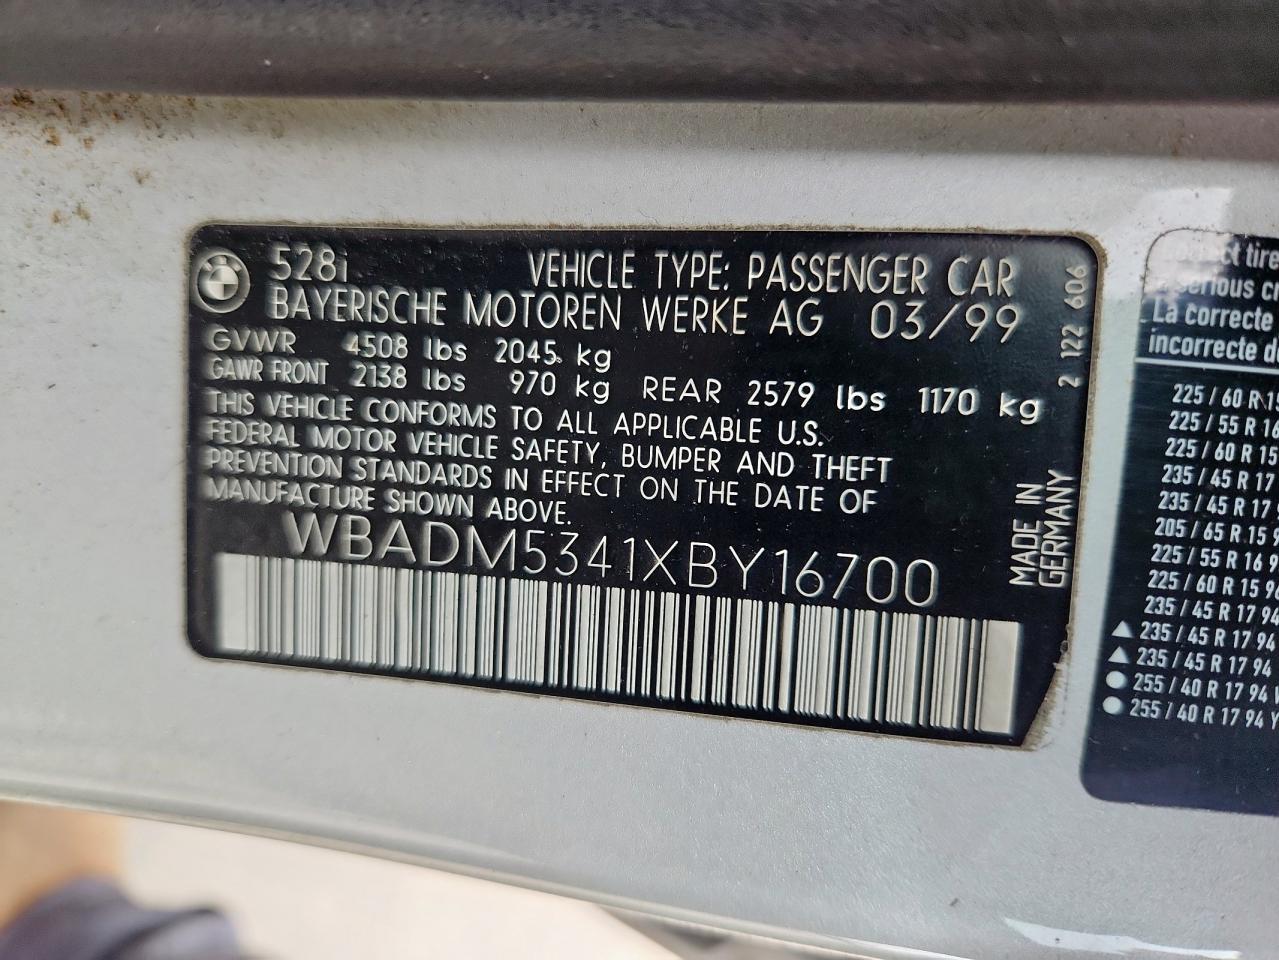 528i VEHICLE TYPE: PASSENGER CAR
BAYERISCHE MOTOREN WERKE AG 03/99
GVWR 4508 lbs 2045 kg
GAWR FRONT 2138 lbs 970 kg REAR 2579 lbs 1170 kg
THIS VEHICLE CONFORMS TO ALL APPLICABLE U.S.
FEDERAL MOTOR VEHICLE SAFETY, BUMPER AND THEFT
PREVENTION STANDARDS IN EFFECT ON THE DATE OF
MANUFACTURE SHOWN ABOVE.
WBADM5341XBY16700
MADE IN
GERMANY
2 122 606
tire
serious
La correcte
incorrecte
225 / 60 R 15
225 / 55 R 16
225 / 60 R 15
235 / 45 R 17
235 / 45 R 17
205 / 65 R 15
225 / 55 R 16
225 / 60 R 15
235 / 45 R 17 94
235 / 45 R 17 94
235 / 45 R 17 94
255 / 40 R 17 94
255 / 40 R 17 94 Y